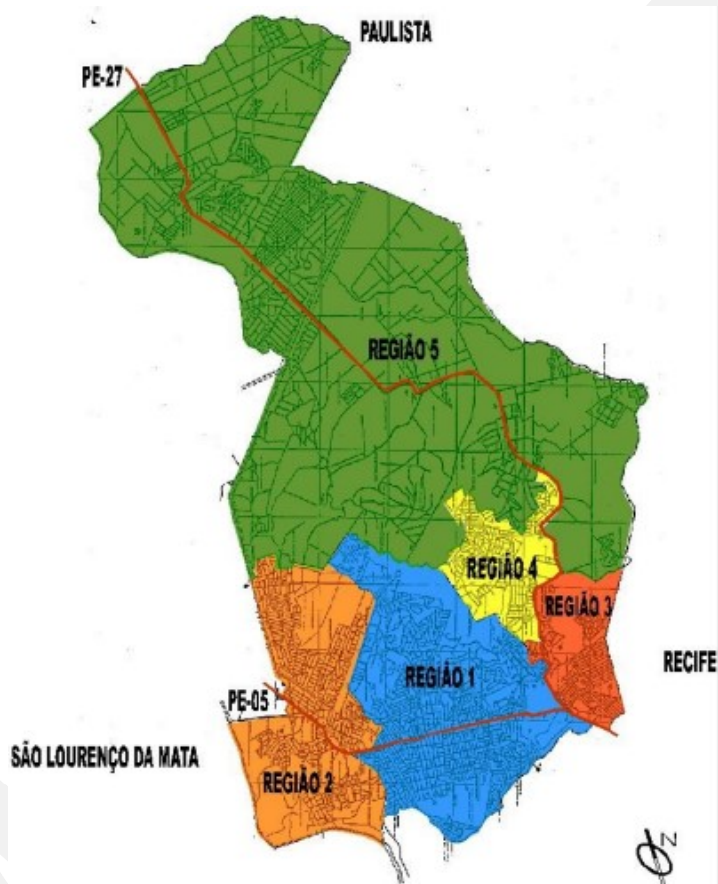 PAULISTA
PE-27
REGIÃO 5
REGIÃO 4
REGIÃO 3
RECIFE
REGIÃO 1
PE-05
SÃO LOURENÇO DA MATA
REGIÃO 2
N